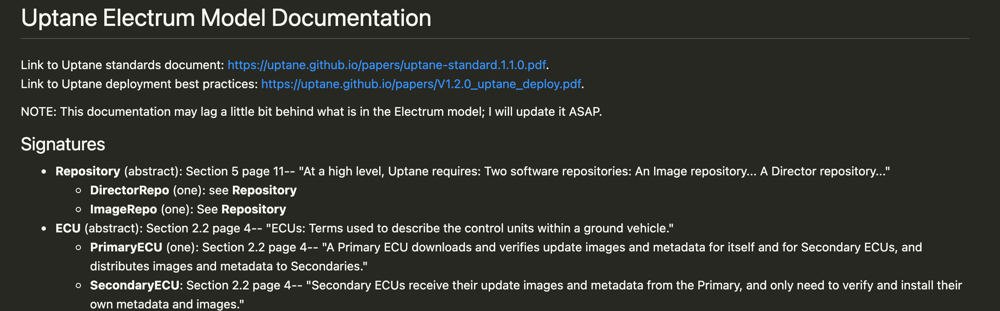 Uptane Electrum Model Documentation
Link to Uptane standards document: https://uptane.github.io/papers/uptane-standard.1.1.0.pdf.
Link to Uptane deployment best practices: https://uptane.github.io/papers/V1.2.0_uptane_deploy.pdf.
NOTE: This documentation may lag a little bit behind what is in the Electrum model; I will update it ASAP.
Signatures
• Repository (abstract): Section 5 page 11-- "At a high level, Uptane requires: Two software repositories: An Image repository... A Director repository..."
◦ DirectorRepo (one): see Repository
◦ ImageRepo (one): See Repository
• ECU (abstract): Section 2.2 page 4-- "ECUs: Terms used to describe the control units within a ground vehicle."
◦ PrimaryECU (one): Section 2.2 page 4-- "A Primary ECU downloads and verifies update images and metadata for itself and for Secondary ECUs, and
distributes images and metadata to Secondaries."
◦ SecondaryECU: Section 2.2 page 4-- "Secondary ECUs receive their update images and metadata from the Primary, and only need to verify and install their
own metadata and images."